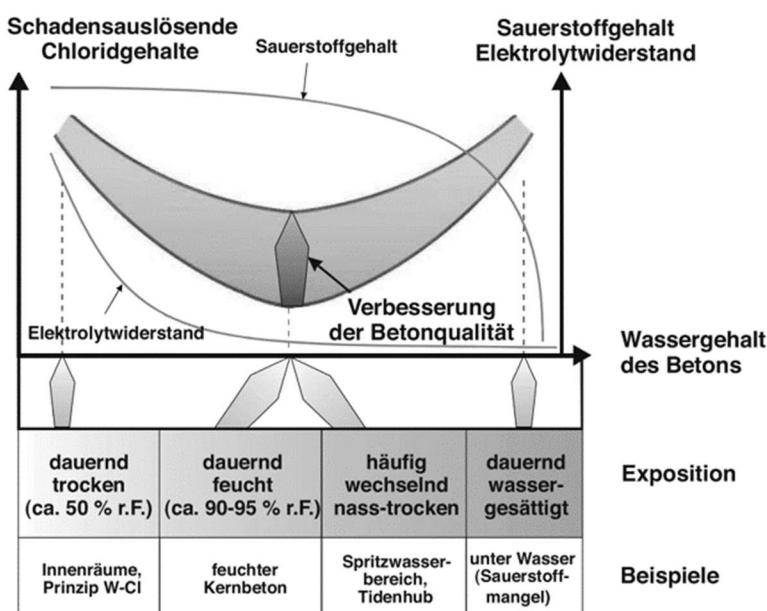 Schadensauslösende
Chloridgehalte
Sauerstoffgehalt
Sauerstoffgehalt
Elektrolytwiderstand
Verbesserung
der Betonqualität
Elektrolytwiderstand
Wassergehalt
des Betons
dauernd
trocken
(ca. 50 % r.F.)
dauernd
feucht
(ca. 90-95 % r.F.)
häufig
wechselnd
nass-trocken
dauernd
wasser-
gesättigt
Exposition
Innenräume,
Prinzip W-Cl
feuchter
Kernbeton
Spritzwasser-
bereich,
Tidenhub
unter Wasser
(Sauerstoff-
mangel)
Beispiele